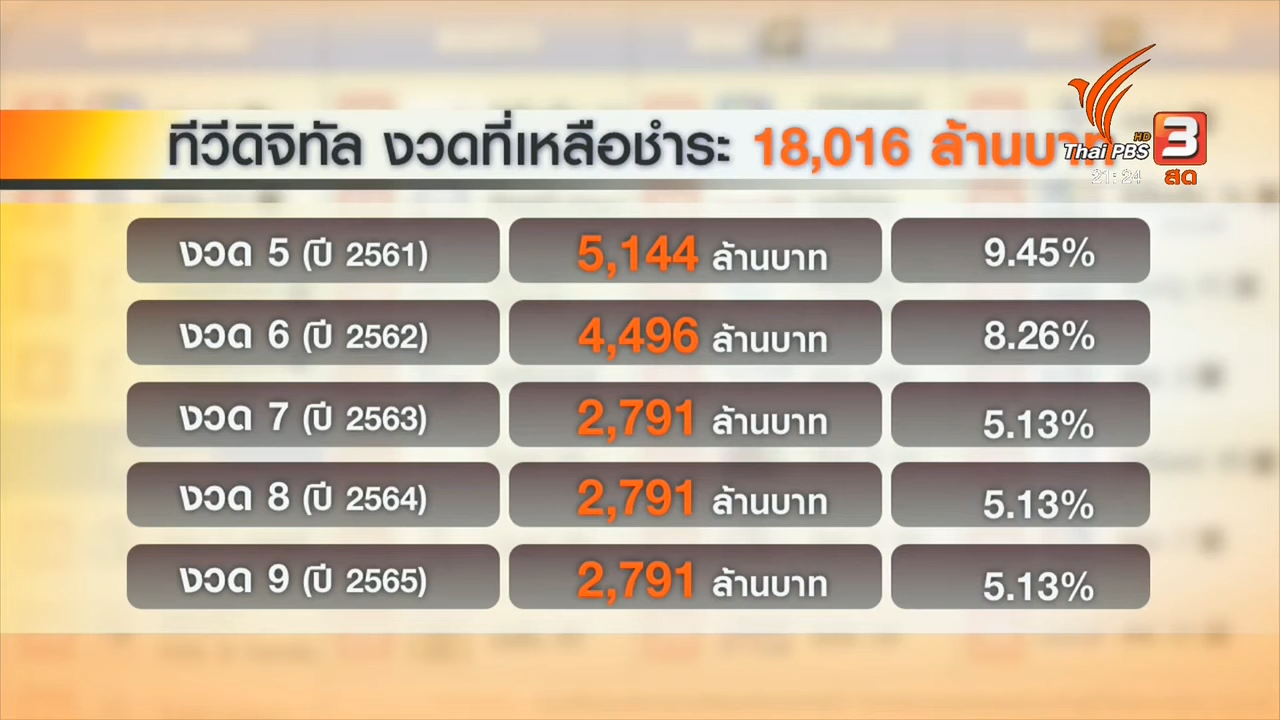 ทีวีดิจิทัล งวดที่เหลือชำระ 18,016 ล้านบาท
HD
Thai PBS 3
21:24 สด
งวด 5 (ปี 2561) 5,144 ล้านบาท 9.45%
งวด 6 (ปี 2562) 4,496 ล้านบาท 8.26%
งวด 7 (ปี 2563) 2,791 ล้านบาท 5.13%
งวด 8 (ปี 2564) 2,791 ล้านบาท 5.13%
งวด 9 (ปี 2565) 2,791 ล้านบาท 5.13%